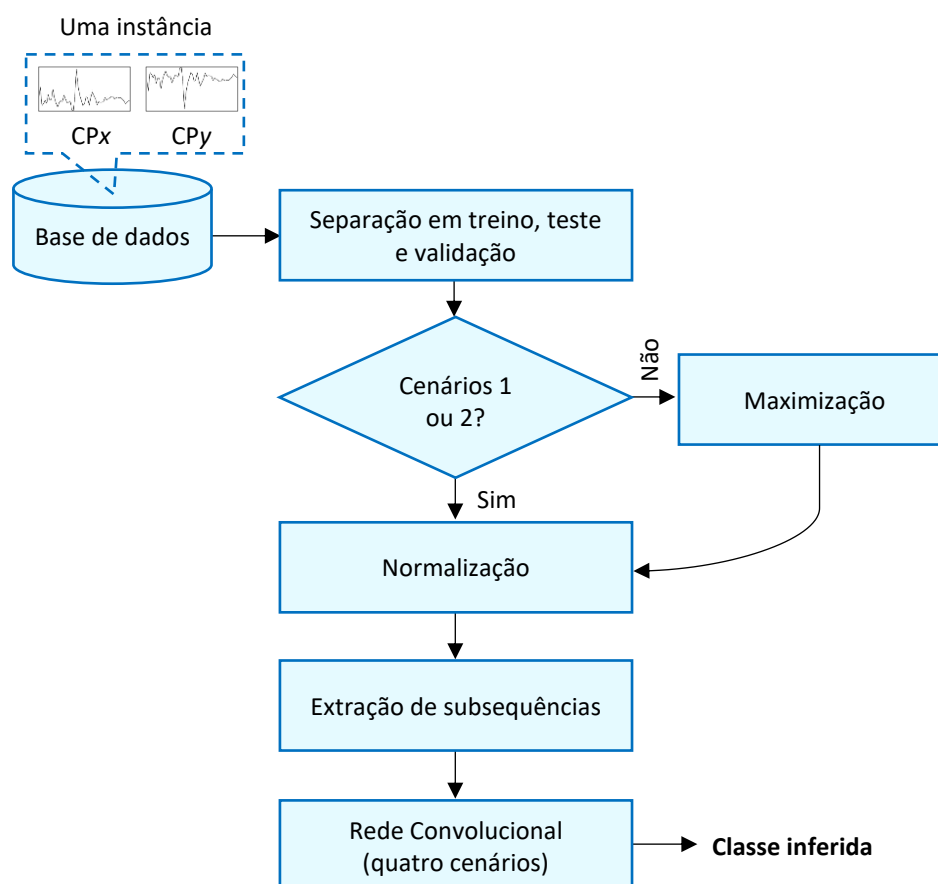 Uma instância
CPx
CPy
Base de dados
Separação em treino, teste
e validação
Cenários 1
ou 2?
Não
Maximização
Sim
Normalização
Extração de subsequências
Rede Convolucional
(quatro cenários)
Classe inferida